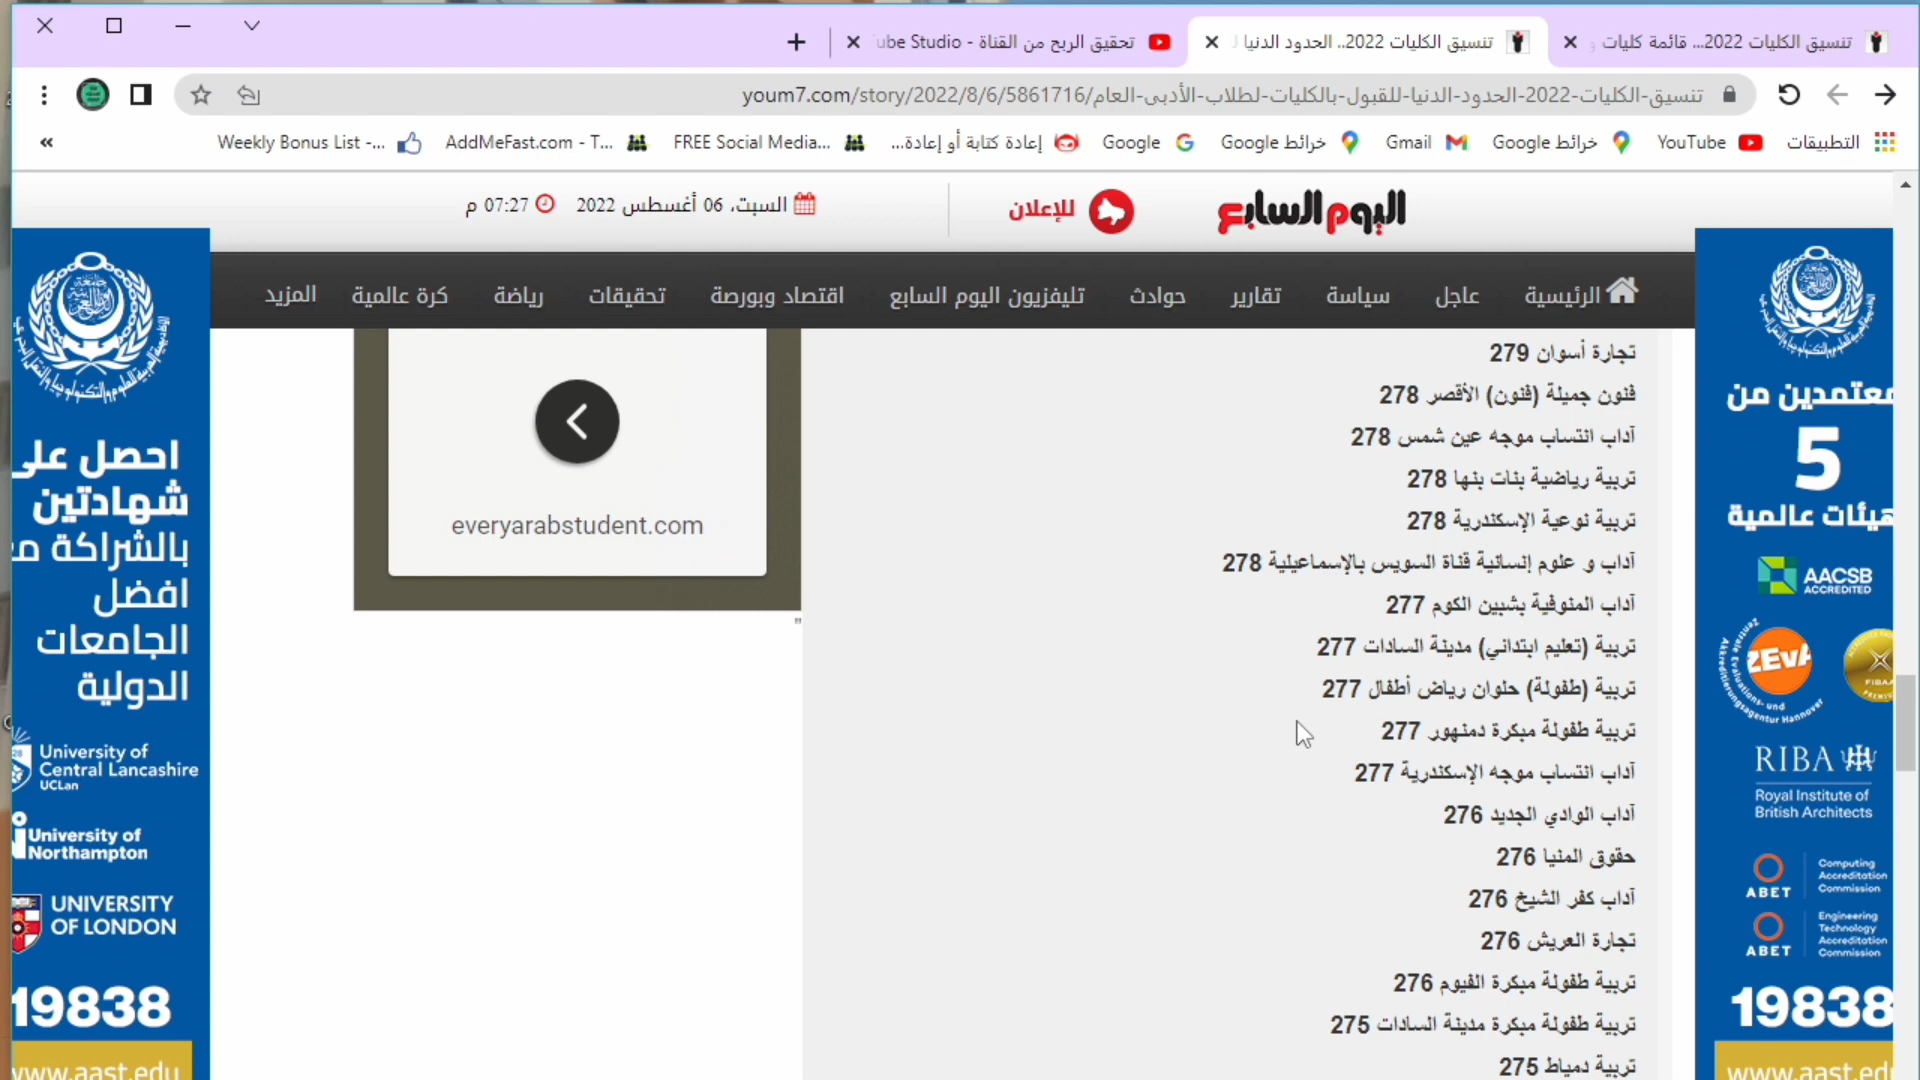 تنسيق الكليات 2022... قائمة كليات و
تنسيق الكليات 2022.. الحدود الدنيا ل
تحقيق الربح من القناة - ube Studio
youm7.com/story/2022/8/6/5861716/تنسيق-الكليات-2022-الحدود-الدنيا-للقبول-بالكليات-لطلاب-الأدبى-العام
التطبيقات
YouTube
خرائط Google
Gmail
خرائط Google
Google
إعادة كتابة أو إعادة...
FREE Social Media...
AddMeFast.com - T...
Weekly Bonus List -...
«
اليوم السابع
للإعلان
السبت، 06 أغسطس 2022
07:27 م
الرئيسية
عاجل
سياسة
تقارير
حوادث
تليفزيون اليوم السابع
اقتصاد وبورصة
تحقيقات
رياضة
كرة عالمية
المزيد
تجارة أسوان 279
فنون جميلة (فنون) الأقصر 278
آداب انتساب موجه عين شمس 278
تربية رياضية بنات بنها 278
تربية نوعية الإسكندرية 278
آداب و علوم إنسانية قناة السويس بالإسماعيلية 278
آداب المنوفية بشبين الكوم 277
تربية (تعليم ابتدائي) مدينة السادات 277
تربية (طفولة) حلوان رياض أطفال 277
تربية طفولة مبكرة دمنهور 277
آداب انتساب موجه الإسكندرية 277
آداب الوادي الجديد 276
حقوق المنيا 276
آداب كفر الشيخ 276
تجارة العريش 276
تربية طفولة مبكرة الفيوم 276
تربية طفولة مبكرة مدينة السادات 275
تربية دمياط 275
everyarabstudent.com
"
معتمدين من
5
هيئات عالمية
AACSB
ACCREDITED
Zentrale Evaluations- und
Akkreditierungsagentur Hannover
ZEvA
FIBAA
RIBA
Royal Institute of
British Architects
ABET
Computing
Accreditation
Commission
ABET
Engineering
Technology
Accreditation
Commission
19838
www.aast.edu
احصل على
شهادتين
بالشراكة م
افضل
الجامعات
الدولية
University of
Central Lancashire
UCLan
University of
Northampton
UNIVERSITY
OF LONDON
19838
www.aast.edu